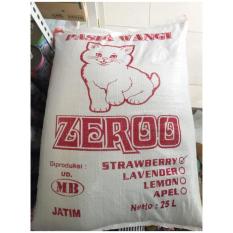 PASIR WANGI
ZEROO
Diproduksi :
UD.
MB
JATIM
STRAWBERRY
LAVENDER
LEMON
APEL
Netto : 25 L